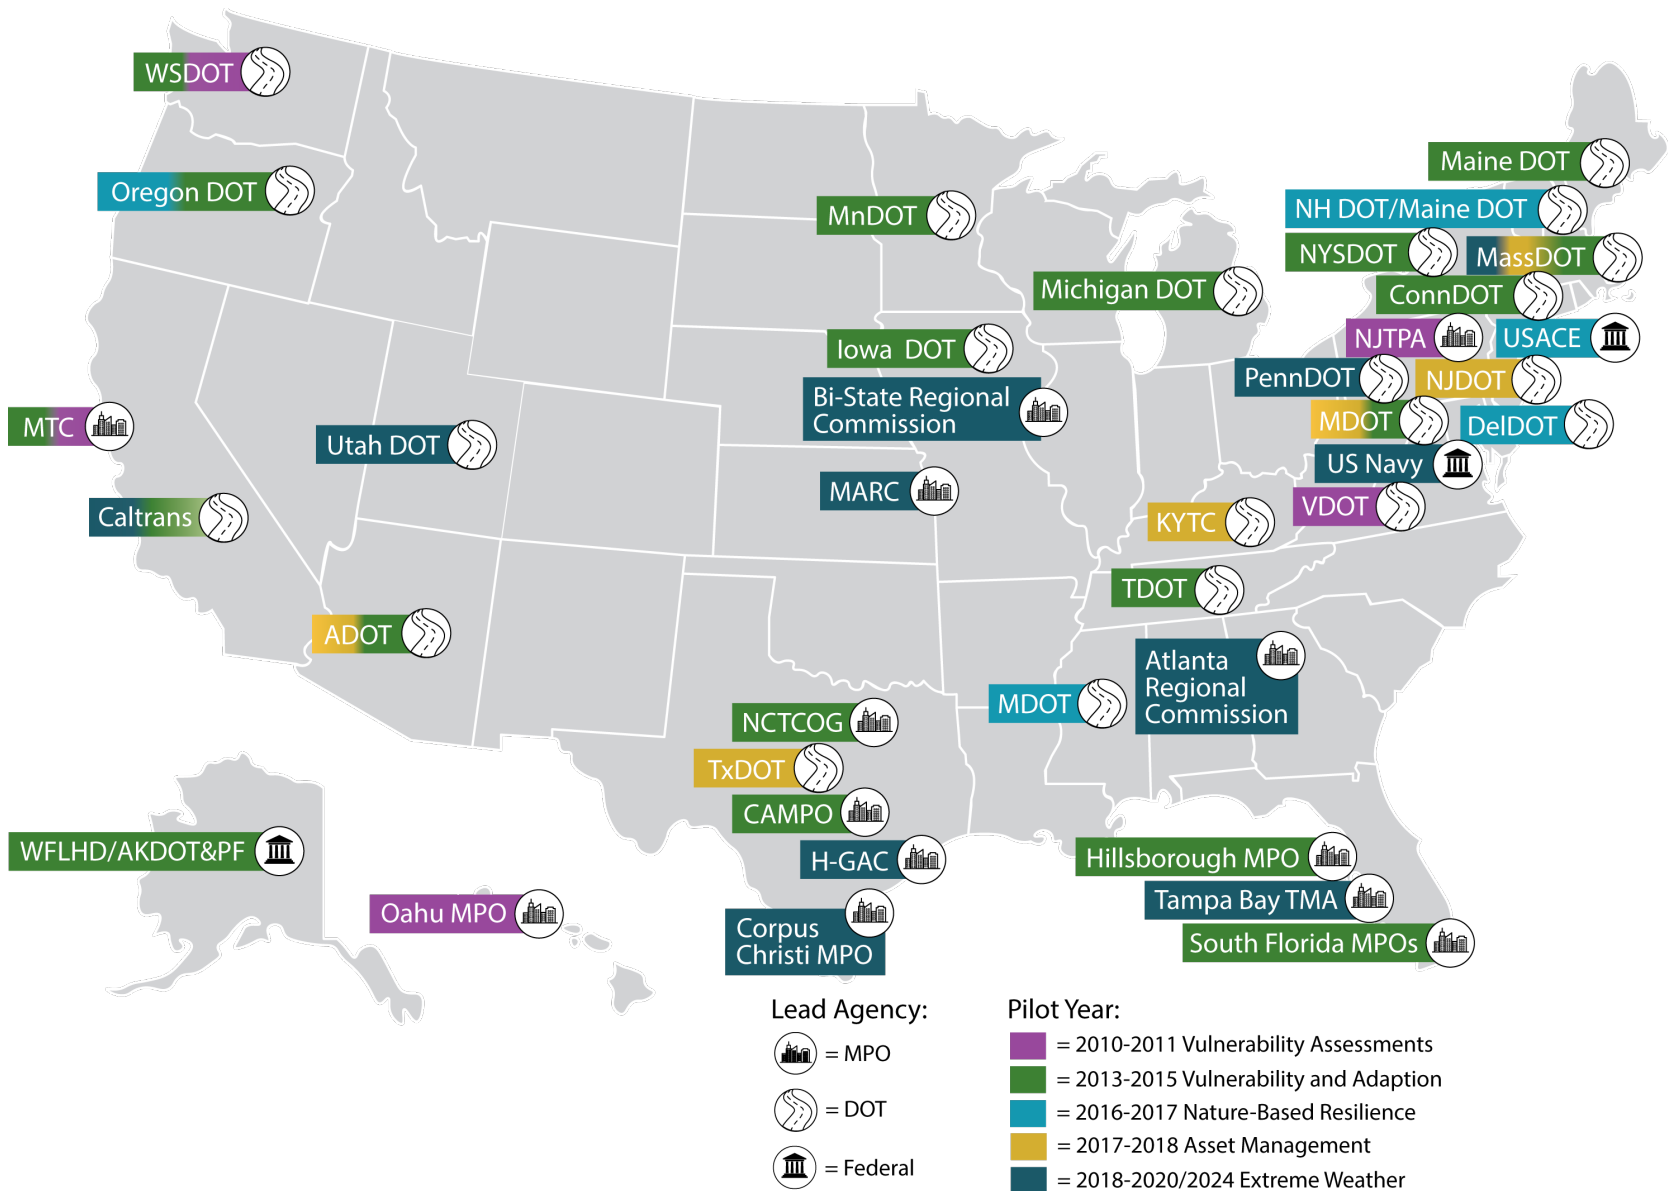 WSDOT
Oregon DOT
MTC
Caltrans
Utah DOT
ADOT
MnDOT
Michigan DOT
Iowa DOT
Bi-State Regional
Commission
MARC
Maine DOT
NH DOT/Maine DOT
NYSDOT
MassDOT
ConnDOT
NJTPA
USACE
PennDOT
NJDOT
MDOT
DelDOT
US Navy
VDOT
KYTC
TDOT
Atlanta
Regional
Commission
MDOT
NCTCOG
TxDOT
CAMPO
H-GAC
Corpus
Christi MPO
Hillsborough MPO
Tampa Bay TMA
South Florida MPOs
WFLHD/AKDOT&PF
Oahu MPO
Lead Agency:
= MPO
= DOT
= Federal
Pilot Year:
= 2010-2011 Vulnerability Assessments
= 2013-2015 Vulnerability and Adaption
= 2016-2017 Nature-Based Resilience
= 2017-2018 Asset Management
= 2018-2020/2024 Extreme Weather